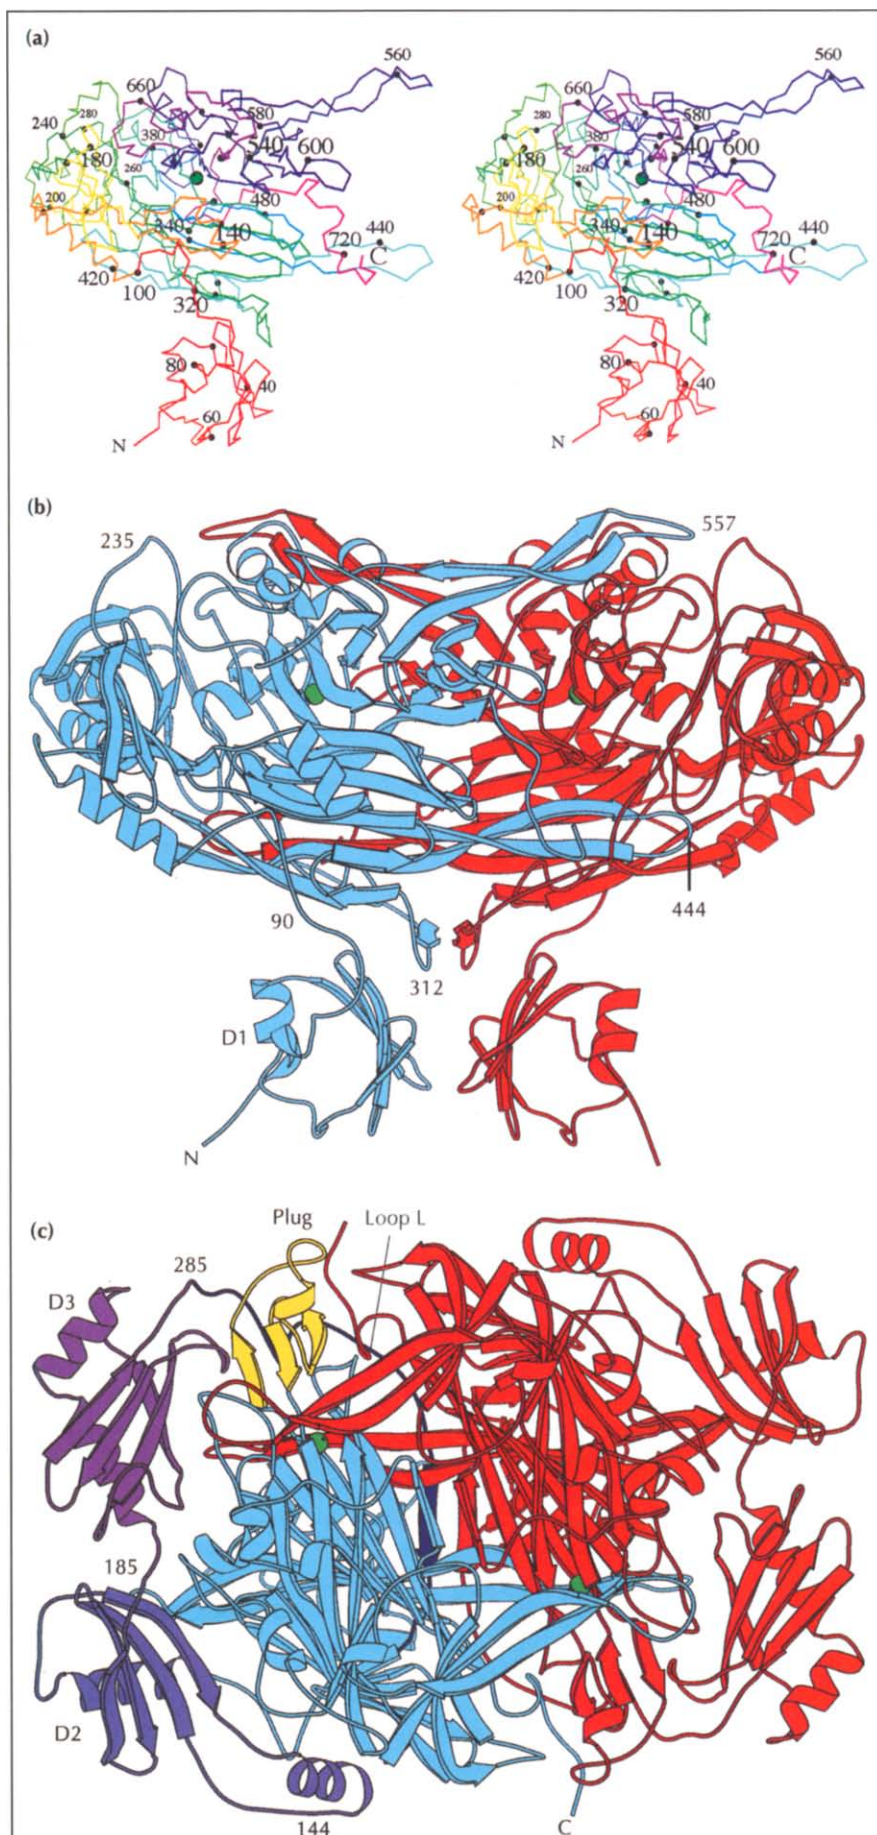 (a)
560 560
660 660
240 280 580 280 580
180 380 540 600 180 380 540 600
260 480 260 480
200 340 140 440 200 340 140 440
420 100 720 C 420 100 720 C
320 320
80 40 80 40
60 60
N N
(b)
235 557
90 444
312
D1
N
(c)
Plug Loop L
285
D3
185
D2
144 C